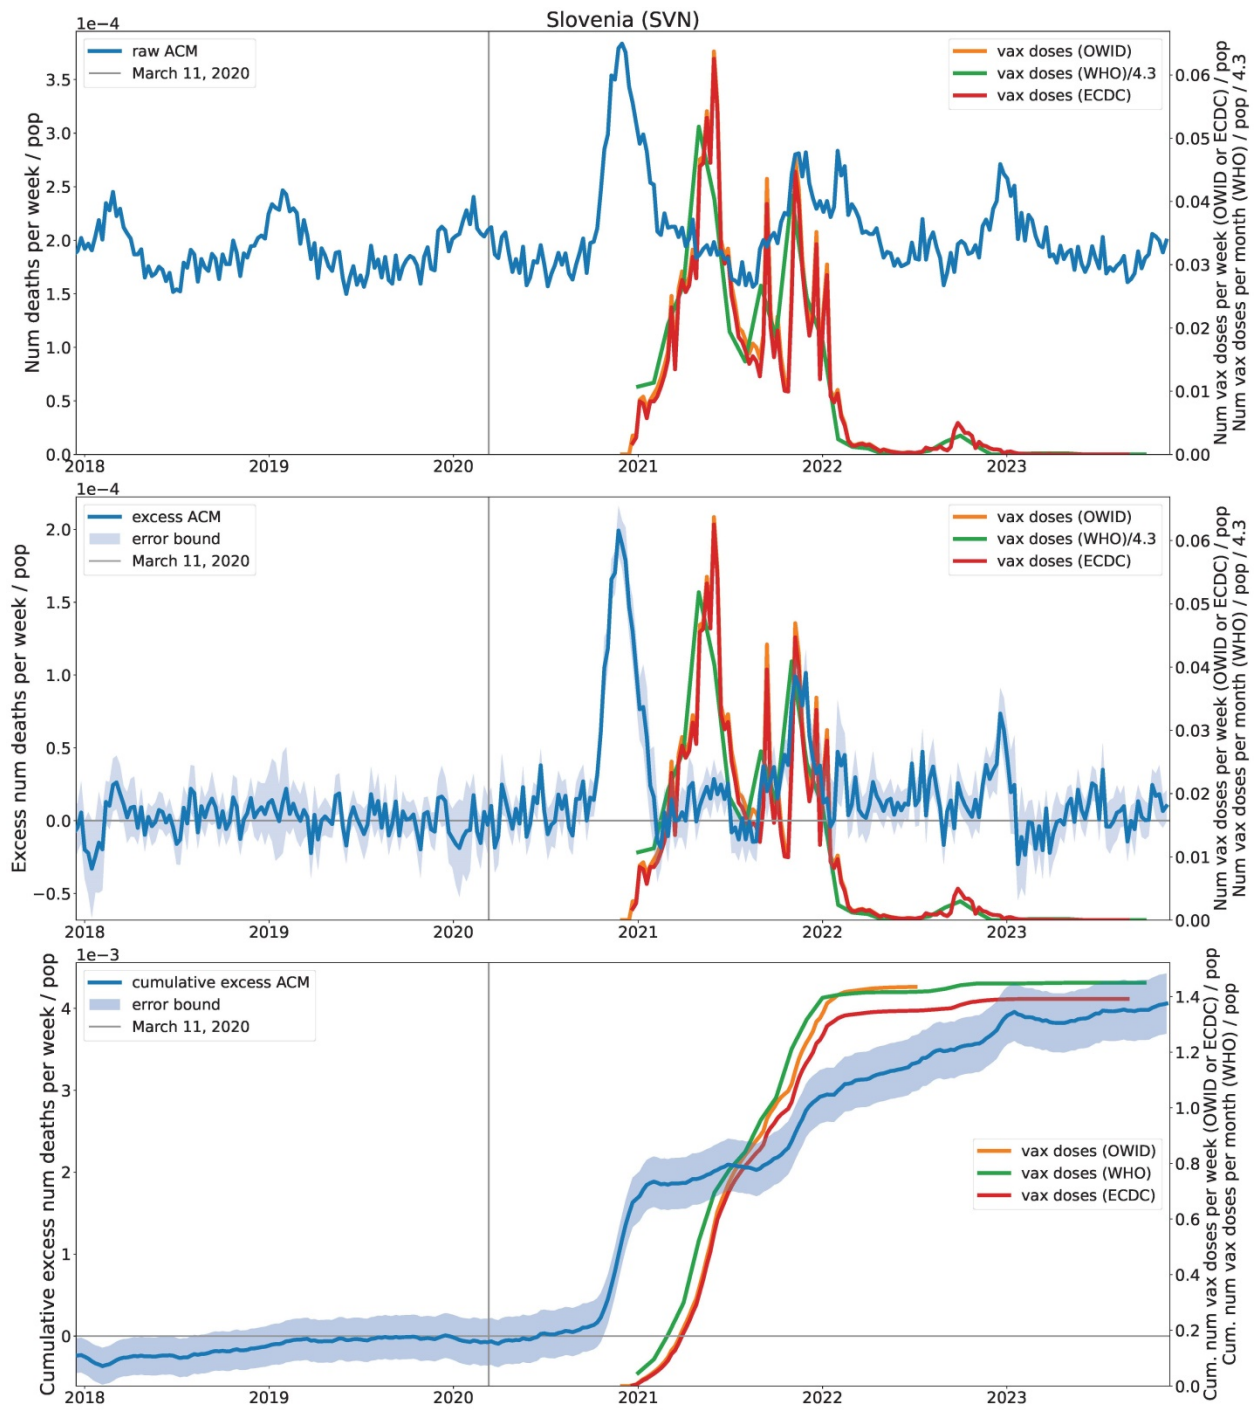 Slovenia (SVN)
1e−4
raw ACM
March 11, 2020
vax doses (OWID)
vax doses (WHO)/4.3
vax doses (ECDC)
Num deaths per week / pop
3.5
3.0
2.5
2.0
1.5
1.0
0.5
0.0
0.06
0.05
0.04
0.03
0.02
0.01
0.00
Num vax doses per week (OWID or ECDC) / pop
Num vax doses per month (WHO) / pop / 4.3
2018
2019
2020
2021
2022
2023
1e−4
excess ACM
error bound
March 11, 2020
vax doses (OWID)
vax doses (WHO)/4.3
vax doses (ECDC)
Excess num deaths per week / pop
2.0
1.5
1.0
0.5
0.0
−0.5
0.06
0.05
0.04
0.03
0.02
0.01
0.00
Num vax doses per week (OWID or ECDC) / pop
Num vax doses per month (WHO) / pop / 4.3
2018
2019
2020
2021
2022
2023
1e−3
cumulative excess ACM
error bound
March 11, 2020
vax doses (OWID)
vax doses (WHO)
vax doses (ECDC)
Cumulative excess num deaths per week / pop
4
3
2
1
0
1.4
1.2
1.0
0.8
0.6
0.4
0.2
0.0
Cum. num vax doses per week (OWID or ECDC) / pop
Cum. num vax doses per month (WHO) / pop
2018
2019
2020
2021
2022
2023